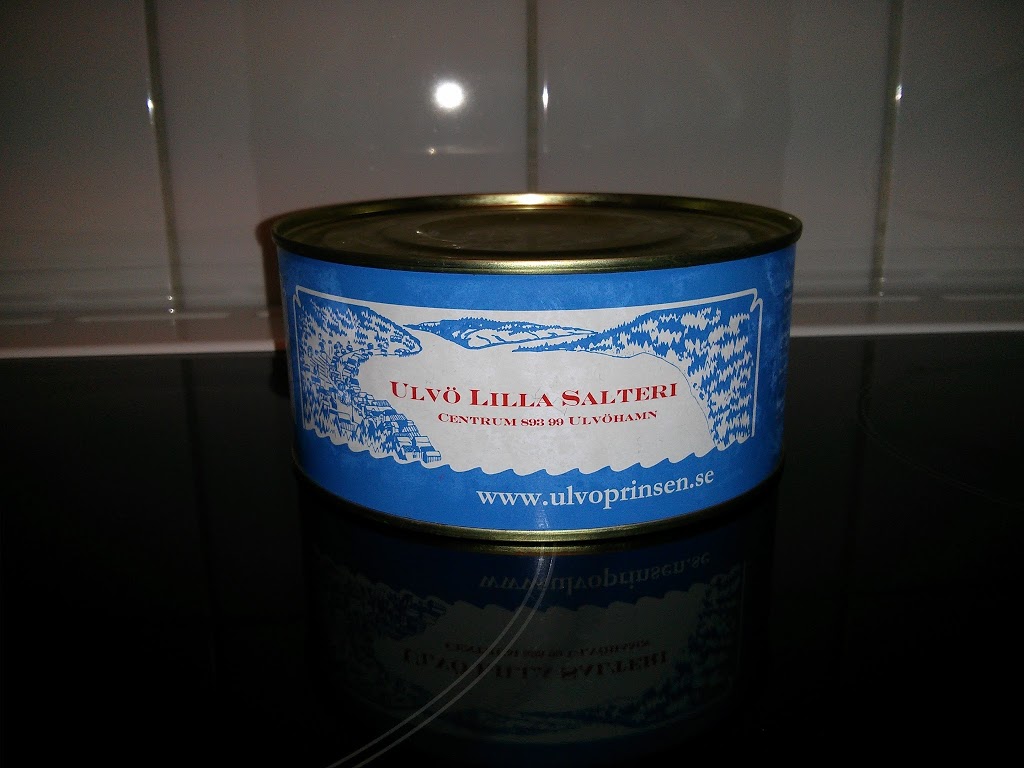 Ulvö Lilla Salteri
Centrum 893 99 Ulvöhamn
www.ulvoprinsen.se